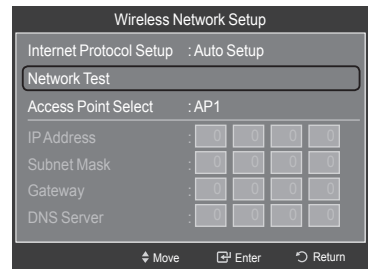 Wireless Network Setup
Internet Protocol Setup : Auto Setup
Network Test
Access Point Select : AP1
IP Address : 0 0 0 0
Subnet Mask : 0 0 0 0
Gateway : 0 0 0 0
DNS Server : 0 0 0 0
Move Enter Return